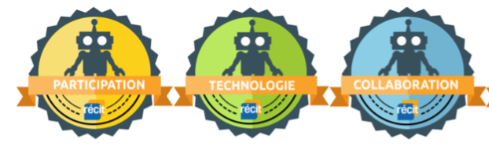 PARTICIPATION
TECHNOLOGIE
COLLABORATION
récit
récit
récit